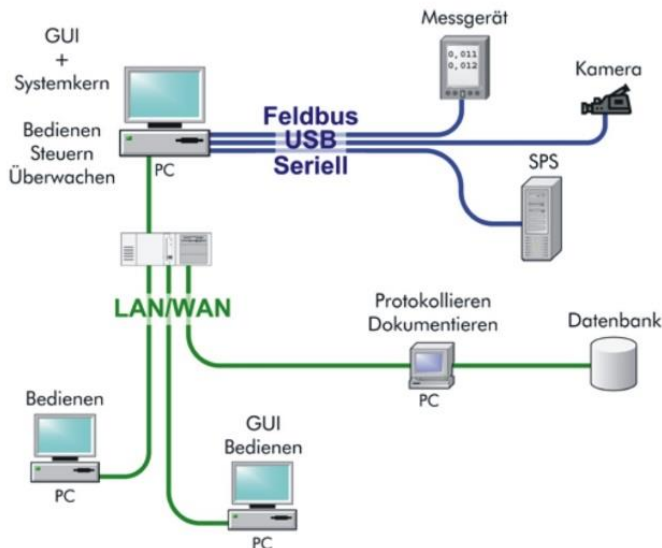 GUI
+
Systemkern
Bedienen
Steuern
Überwachen
PC
Feldbus
USB
Seriell
Messgerät
0,011
0,012
Kamera
SPS
LAN/WAN
Protokollieren
Dokumentieren
PC
Datenbank
Bedienen
PC
GUI
Bedienen
PC